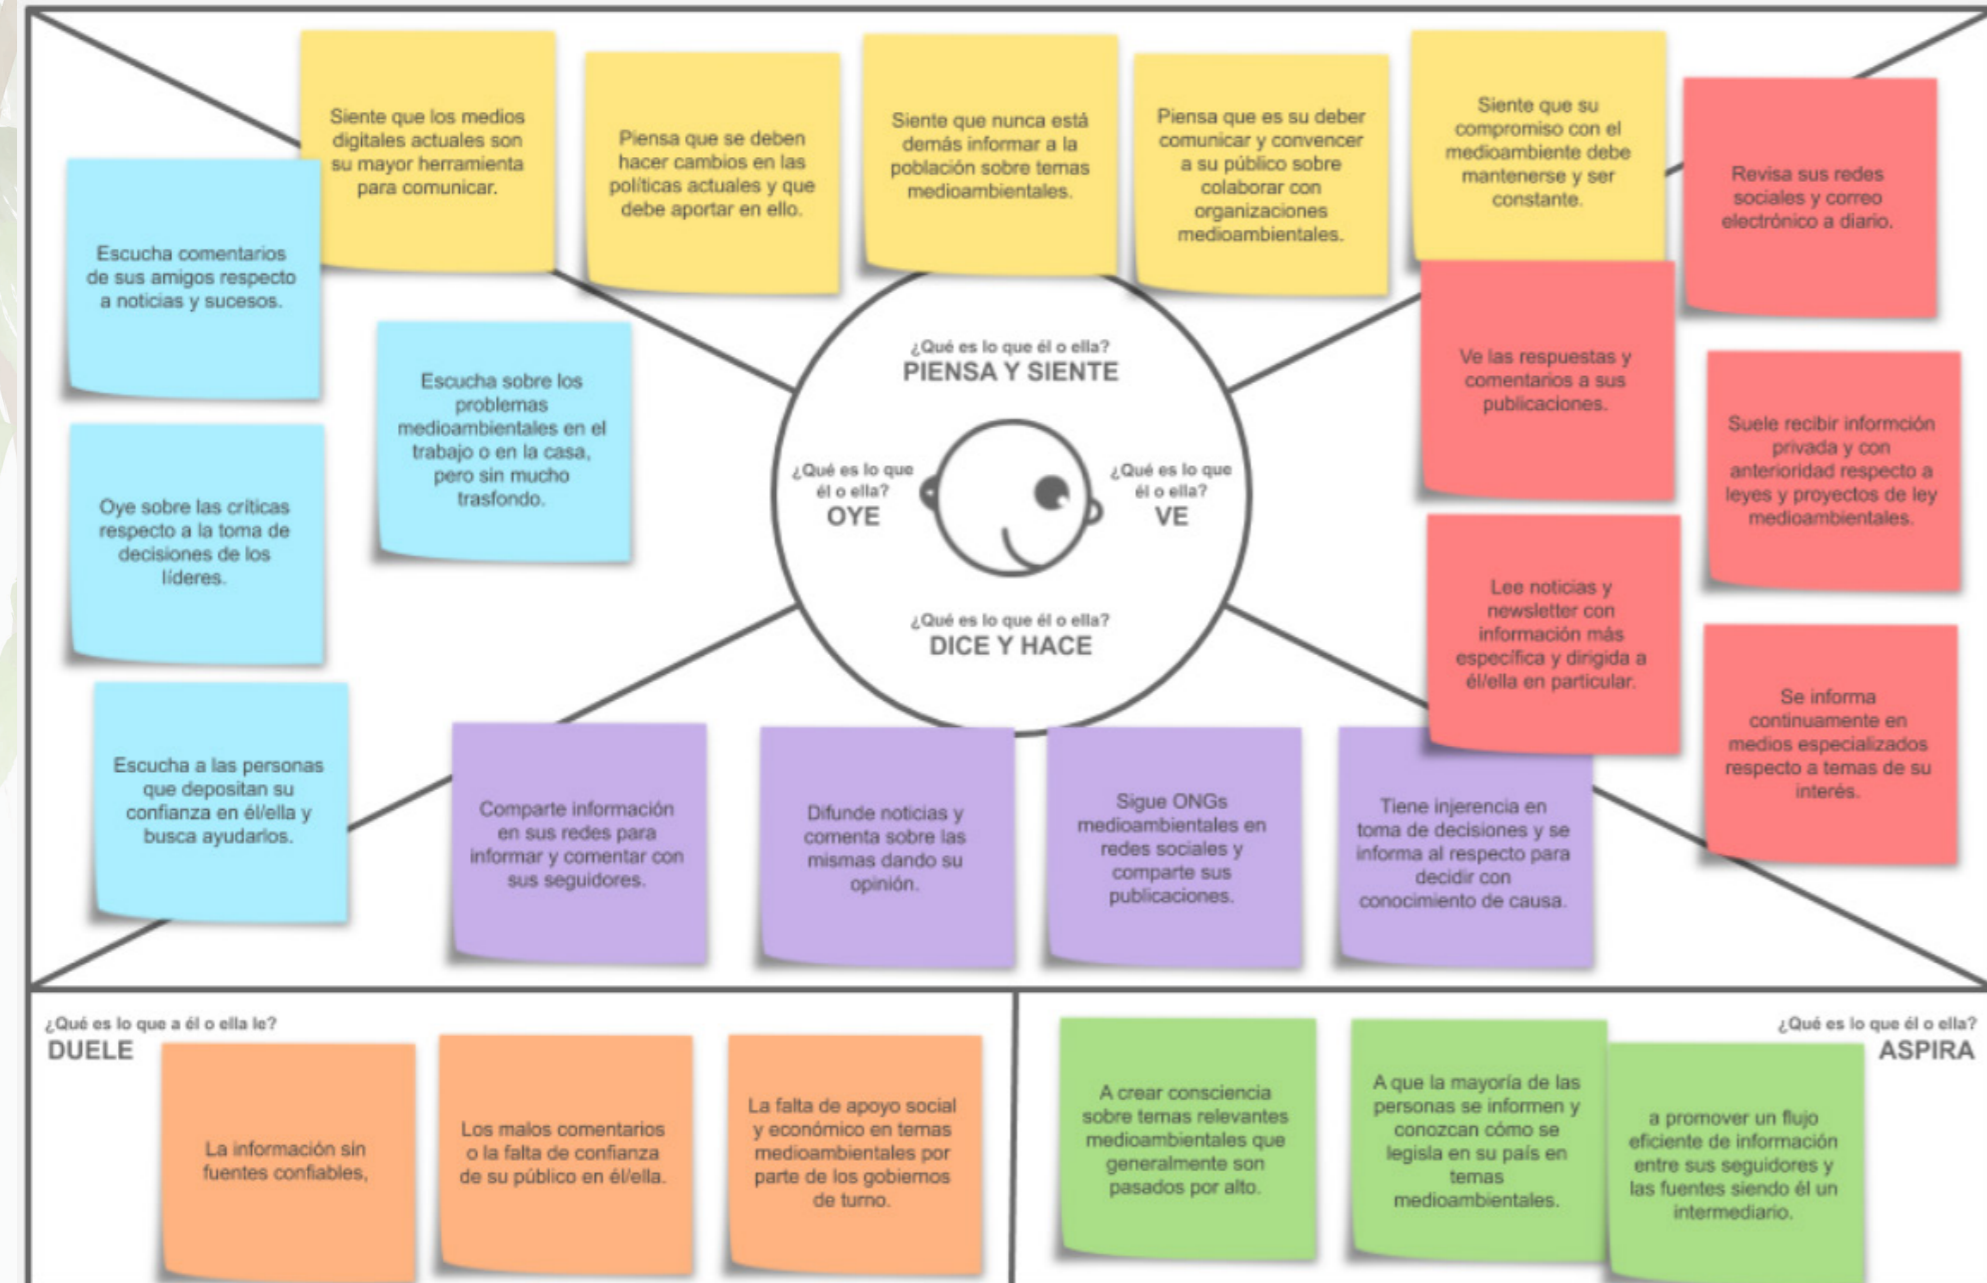 Siente que los medios
digitales actuales son
su mayor herramienta
para comunicar.
Piensa que se deben
hacer cambios en las
políticas actuales y que
debe aportar en ello.
Siente que nunca está
demás informar a la
población sobre temas
medioambientales.
Piensa que es su deber
comunicar y convencer
a su público sobre
colaborar con
organizaciones
medioambientales.
Siente que su
compromiso con el
medioambiente debe
mantenerse y ser
constante.
Revisa sus redes
sociales y correo
electrónico a diario.
Escucha comentarios
de sus amigos respecto
a noticias y sucesos.
Escucha sobre los
problemas
medioambientales en el
trabajo o en la casa,
pero sin mucho
trasfondo.
Oye sobre las críticas
respecto a la toma de
decisiones de los
líderes.
Escucha a las personas
que depositan su
confianza en él/ella y
busca ayudarlos.
¿Qué es lo que él o ella?
PIENSA Y SIENTE
¿Qué es lo que
él o ella?
OYE
¿Qué es lo que
él o ella?
VE
¿Qué es lo que él o ella?
DICE Y HACE
Ve las respuestas y
comentarios a sus
publicaciones.
Suele recibir informción
privada y con
anterioridad respecto a
leyes y proyectos de ley
medioambientales.
Lee noticias y
newsletter con
información más
específica y dirigida a
él/ella en particular.
Se informa
continuamente en
medios especializados
respecto a temas de su
interés.
Comparte información
en sus redes para
informar y comentar con
sus seguidores.
Difunde noticias y
comenta sobre las
mismas dando su
opinión.
Sigue ONGs
medioambientales en
redes sociales y
comparte sus
publicaciones.
Tiene injerencia en
toma de decisiones y se
informa al respecto para
decidir con
conocimiento de causa.
¿Qué es lo que a él o ella le?
DUELE
La información sin
fuentes confiables,
Los malos comentarios
o la falta de confianza
de su público en él/ella.
La falta de apoyo social
y económico en temas
medioambientales por
parte de los gobiernos
de turno.
¿Qué es lo que él o ella?
ASPIRA
A crear consciencia
sobre temas relevantes
medioambientales que
generalmente son
pasados por alto.
A que la mayoría de las
personas se informen y
conozcan cómo se
legisla en su país en
temas
medioambientales.
a promover un flujo
eficiente de información
entre sus seguidores y
las fuentes siendo él un
intermediario.